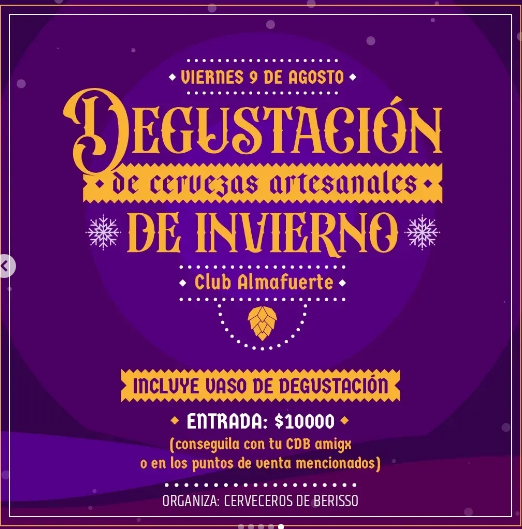 VIERNES 9 DE AGOSTO
DEGUSTACIÓN
de cervezas artesanales
DE INVIERNO
Club Almafuerte
INCLUYE VASO DE DEGUSTACIÓN
ENTRADA: $10000
(conseguila con tu CDB amigx
o en los puntos de venta mencionados)
ORGANIZA: CERVECEROS DE BERISSO